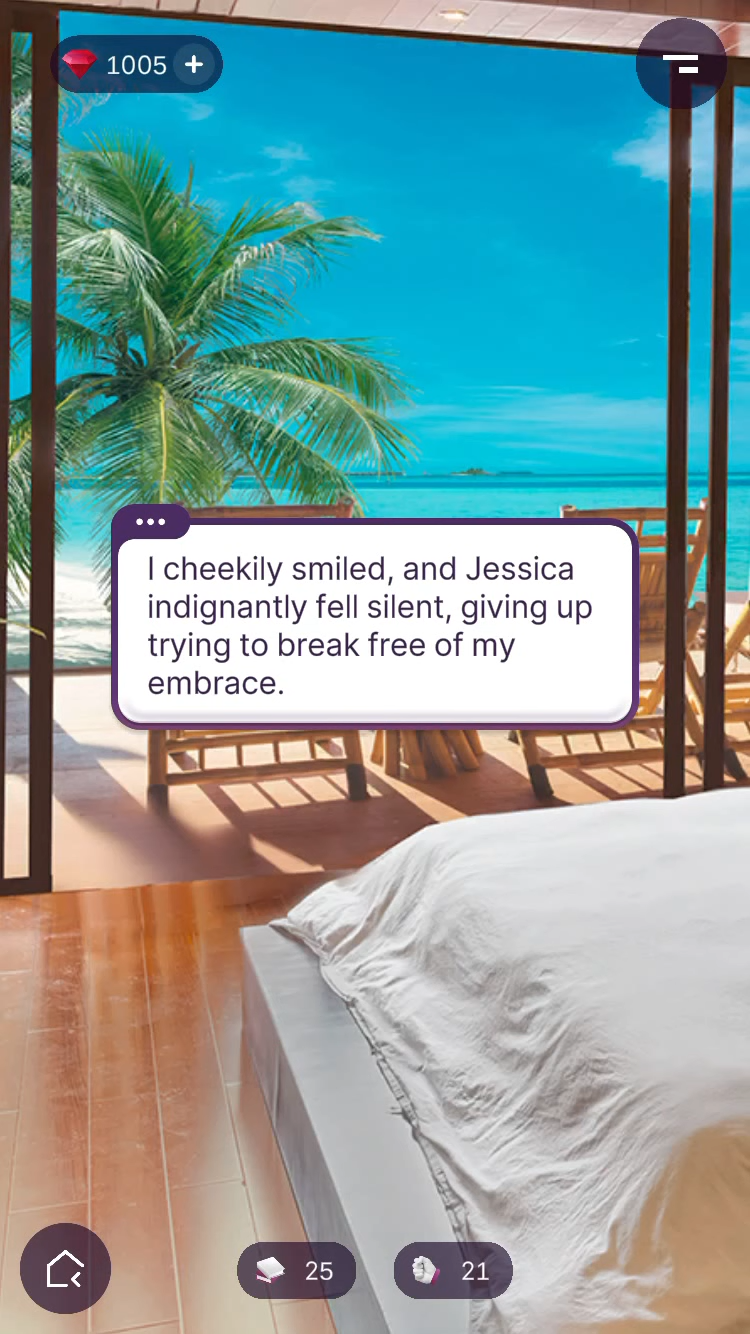 1005
I cheekily smiled, and Jessica
indignantly fell silent, giving up
trying to break free of my
embrace.
25
21